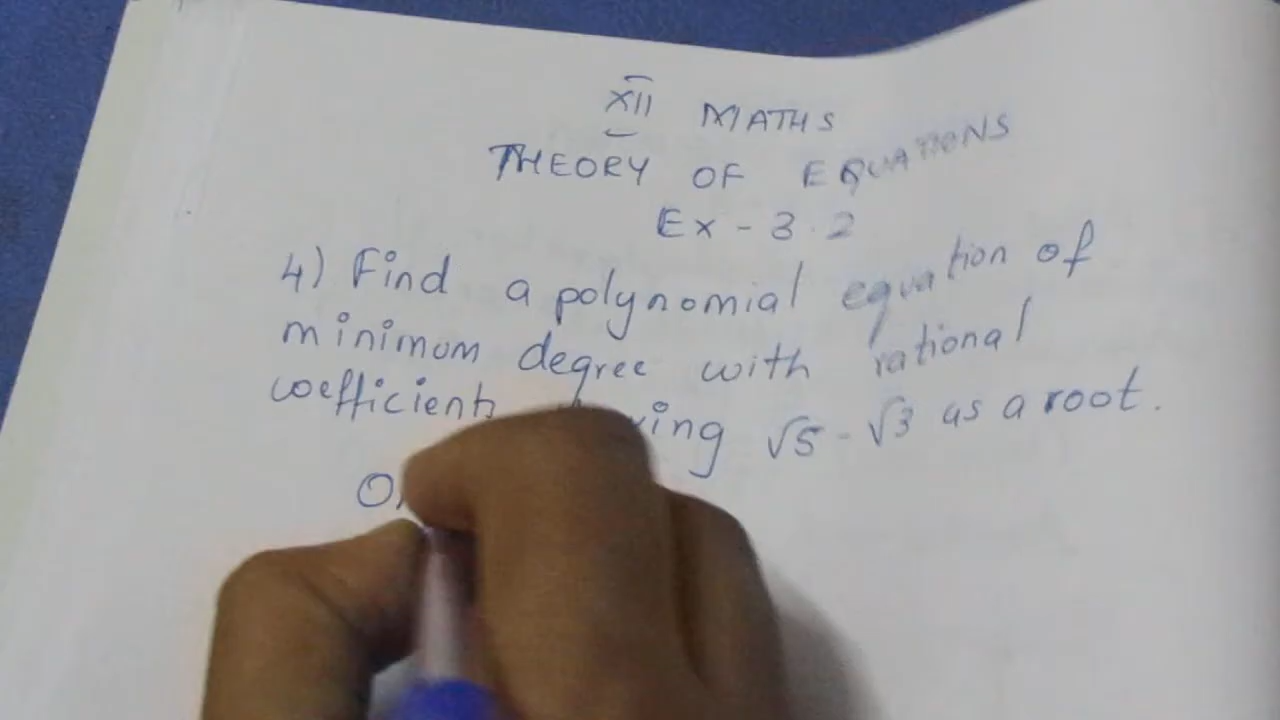 XII MATHS
THEORY OF EQUATIONS
Ex - 3.2
4) Find a polynomial equation of
minimum degree with rational
coefficients √5 - √3 as a root.